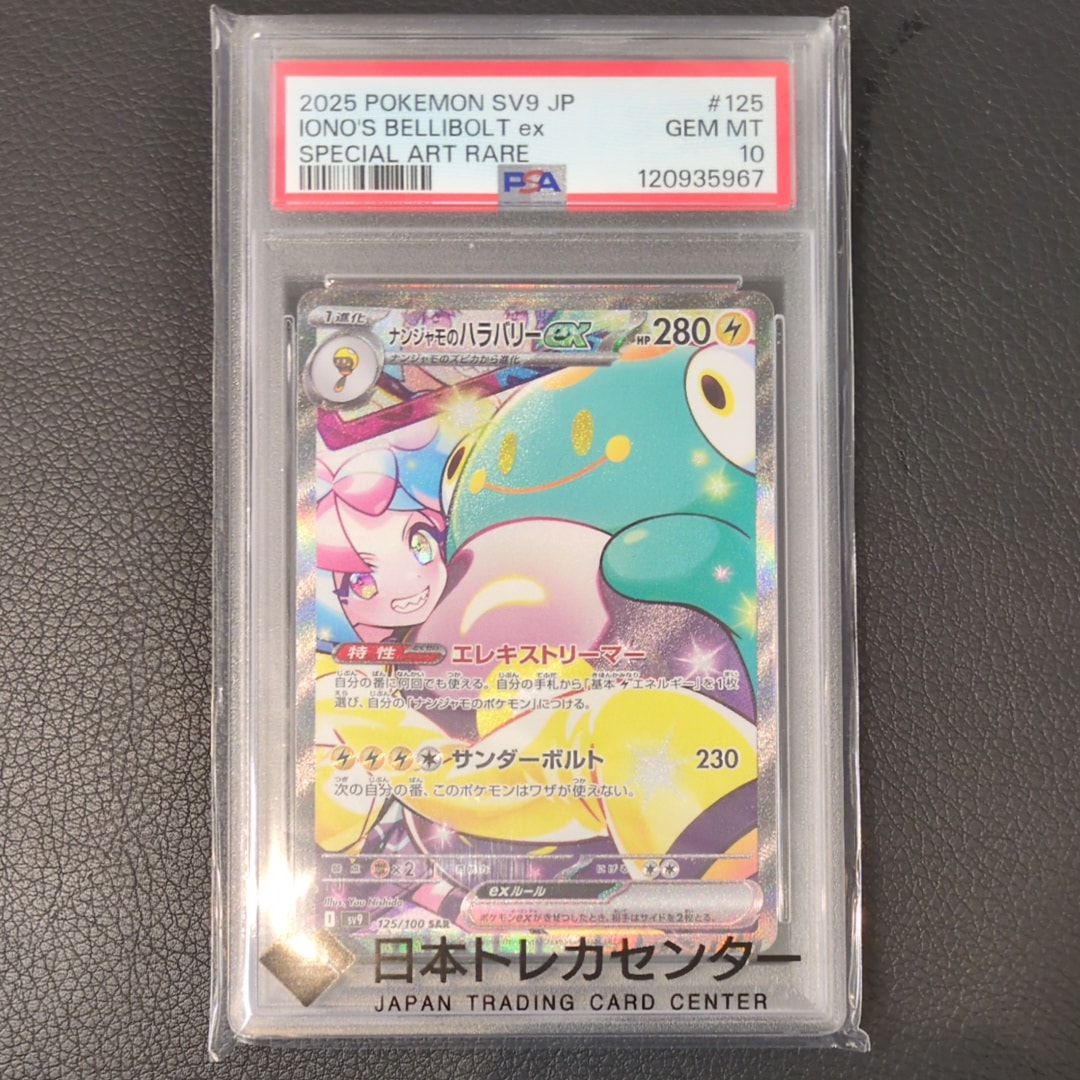 2025 POKEMON SV9 JP #125
IONO'S BELLIBOLT ex GEM MT
SPECIAL ART RARE 10
PSA 120935967
1進化
ナンジャモのハラバリーex HP 280
ナンジャモのズピカから進化
特性 エレキストリーマー
自分の番に何回でも使える。自分の手札から「基本エネルギー」を1枚
選び、自分の「ナンジャモのポケモン」につける。
サンダーボルト 230
次の自分の番、このポケモンはワザが使えない。
×2 にげる
exルール
ポケモンexがきぜつしたとき、相手はサイドを2枚とる。
Illus. You Nishida
I SV9 125/100 SAR
日本トレカセンター
JAPAN TRADING CARD CENTER